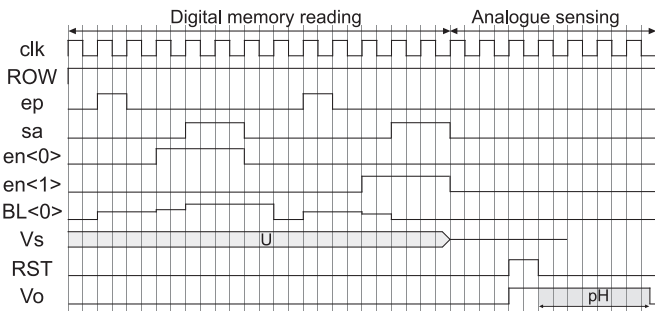 Digital memory reading Analogue sensing
clk
ROW
ep
sa
en<0>
en<1>
BL<0>
Vs U
RST
Vo pH